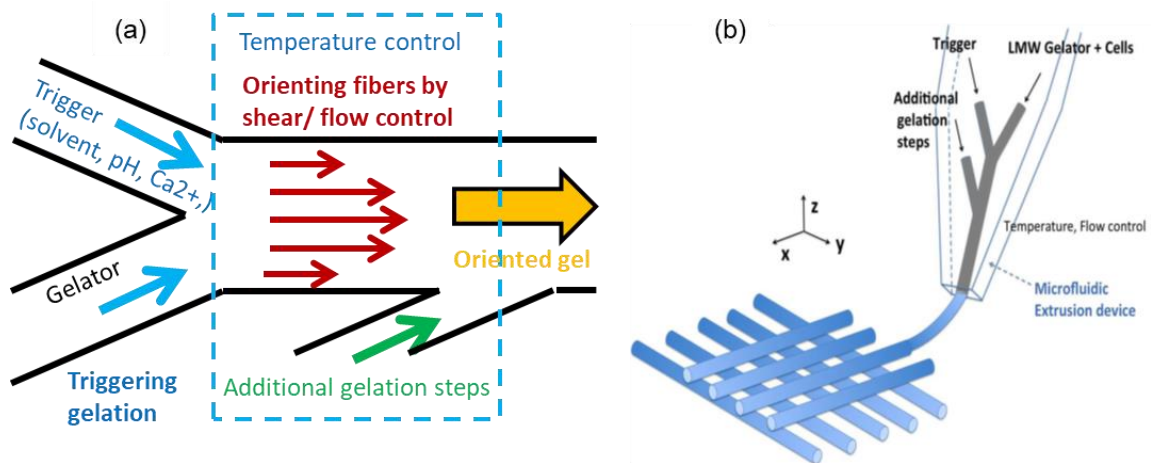 (a)
Temperature control
Orienting fibers by
shear/ flow control
Trigger
(solvent, pH, Ca2+,)
Gelator
Oriented gel
Triggering
gelation
Additional gelation steps
(b)
Trigger
LMW Gelator + Cells
Additional
gelation
steps
z
x
y
Temperature, Flow control
Microfluidic
Extrusion device